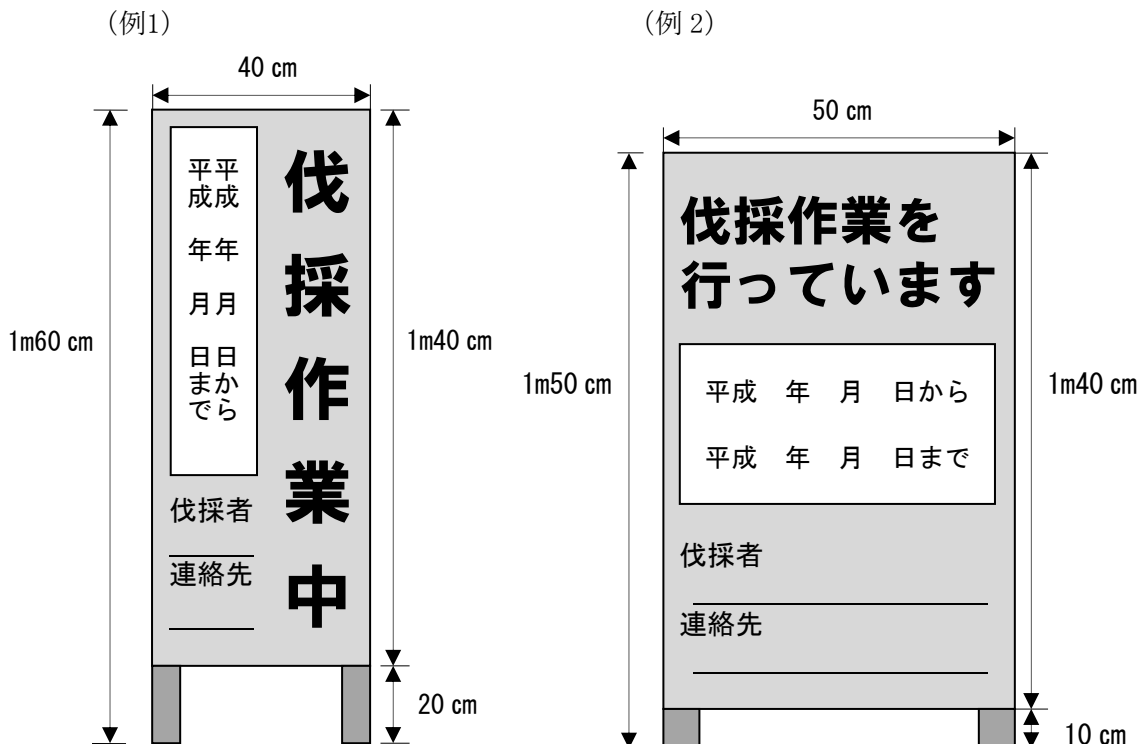 （例1）
40 cm
伐採作業中
平成　年　月　日から
平成　年　月　日まで
伐採者
連絡先
1m60 cm
1m40 cm
20 cm
（例 2）
50 cm
伐採作業を
行っています
平成　年　月　日から
平成　年　月　日まで
伐採者
連絡先
1m50 cm
1m40 cm
10 cm